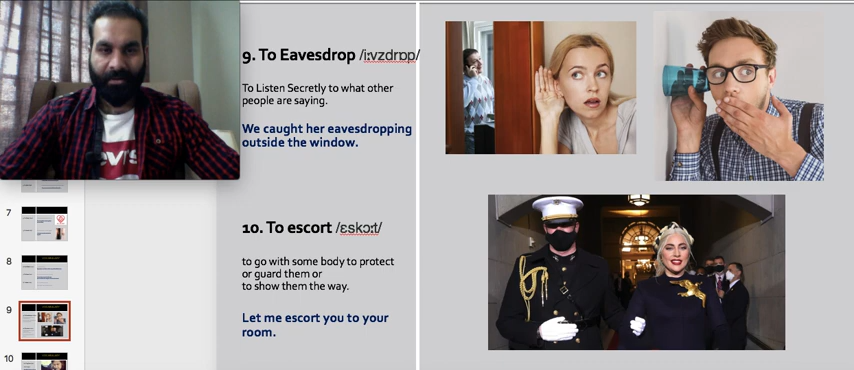 9. To Eavesdrop /iːvzdrɒp/
To Listen Secretly to what other
people are saying.
We caught her eavesdropping
outside the window.
10. To escort /ɛskɔːt/
to go with some body to protect
or guard them or
to show them the way.
Let me escort you to your
room.
7
8
9
10